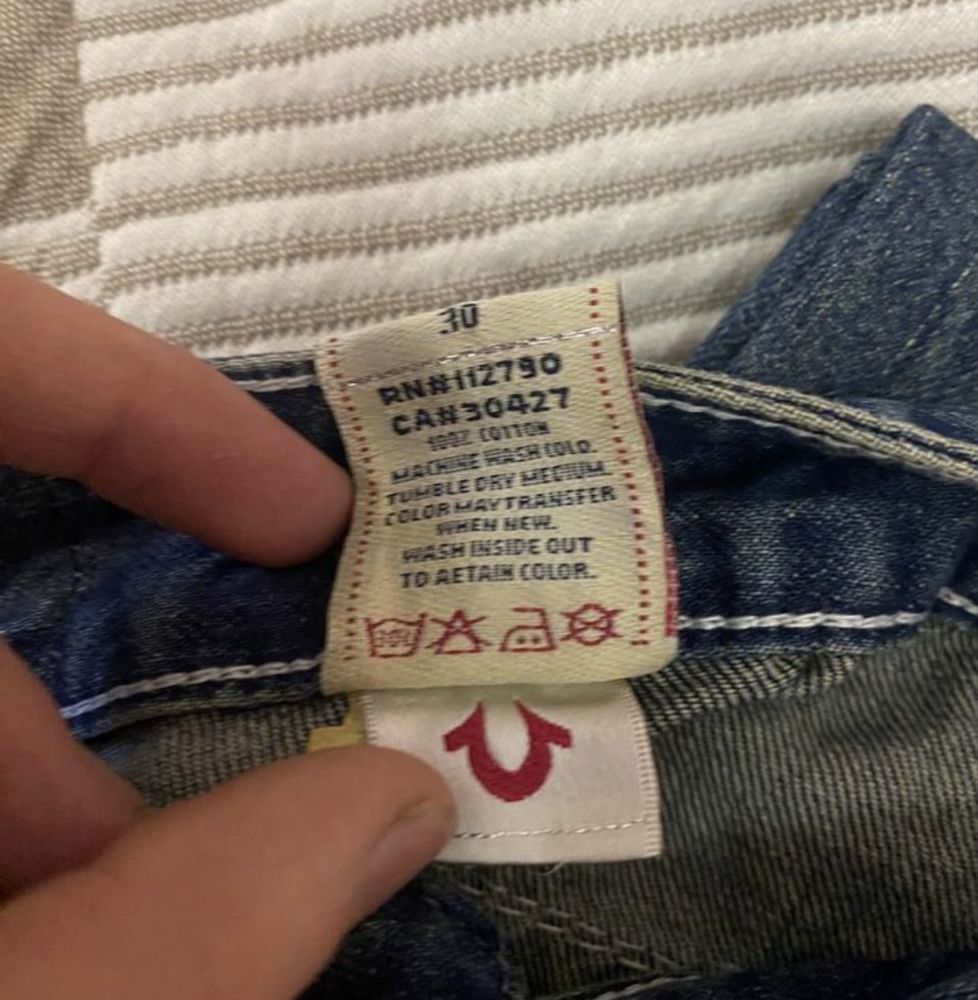 30
RN#112790
CA#30427
100% COTTON
MACHINE WASH COLD.
TUMBLE DRY MEDIUM.
COLOR MAY TRANSFER
WHEN NEW.
WASH INSIDE OUT
TO AETAIN COLOR.